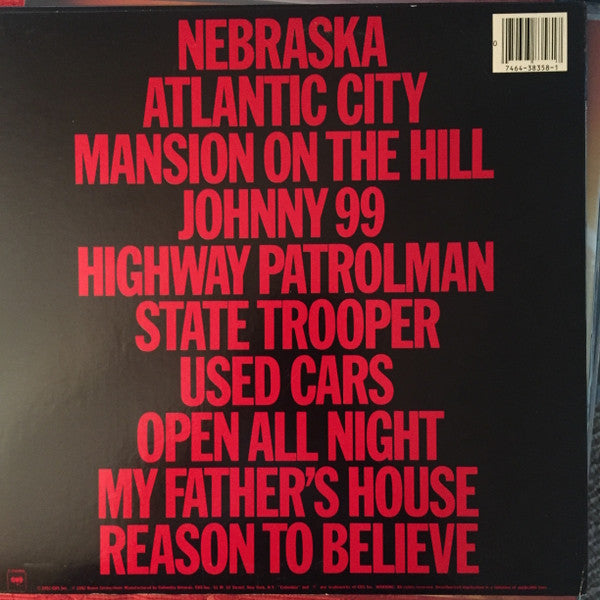 NEBRASKA
0
7464-38358-1
ATLANTIC CITY
MANSION ON THE HILL
JOHNNY 99
HIGHWAY PATROLMAN
STATE TROOPER
USED CARS
OPEN ALL NIGHT
MY FATHER'S HOUSE
REASON TO BELIEVE